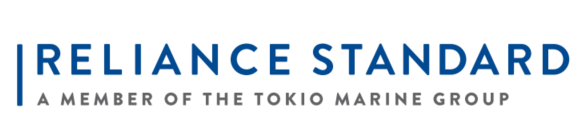 RELIANCE STANDARD
A MEMBER OF THE TOKIO MARINE GROUP